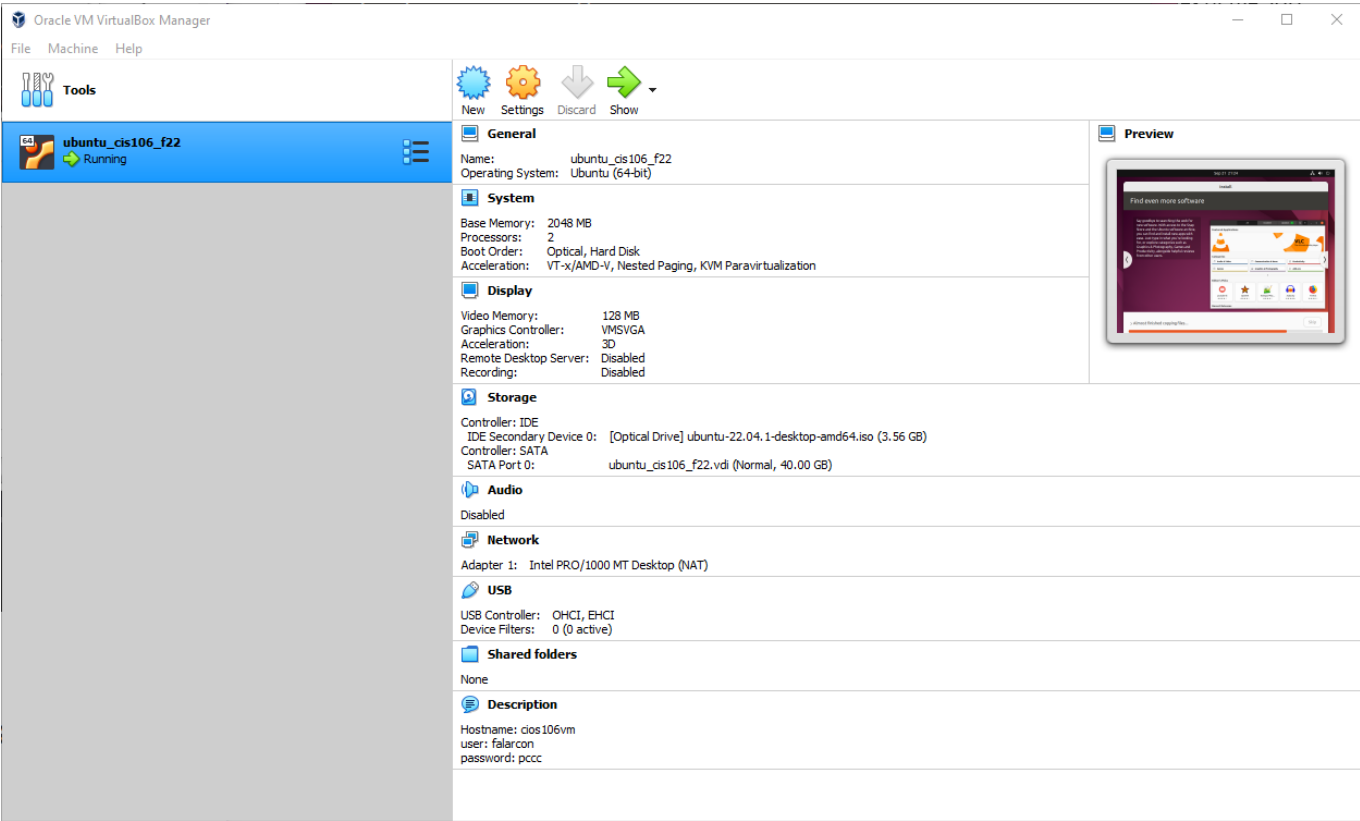 Oracle VM VirtualBox Manager
File Machine Help
Tools
New Settings Discard Show
64
ubuntu_cis106_f22
Running
General
Name: ubuntu_cis106_f22
Operating System: Ubuntu (64-bit)
System
Base Memory: 2048 MB
Processors: 2
Boot Order: Optical, Hard Disk
Acceleration: VT-x/AMD-V, Nested Paging, KVM Paravirtualization
Display
Video Memory: 128 MB
Graphics Controller: VMSVGA
Acceleration: 3D
Remote Desktop Server: Disabled
Recording: Disabled
Preview
Install
Find even more software
Storage
Controller: IDE
IDE Secondary Device 0: [Optical Drive] ubuntu-22.04.1-desktop-amd64.iso (3.56 GB)
Controller: SATA
SATA Port 0: ubuntu_cis106_f22.vdi (Normal, 40.00 GB)
Audio
Disabled
Network
Adapter 1: Intel PRO/1000 MT Desktop (NAT)
USB
USB Controller: OHCI, EHCI
Device Filters: 0 (0 active)
Shared folders
None
Description
Hostname: cios106vm
user: falarcon
password: pccc